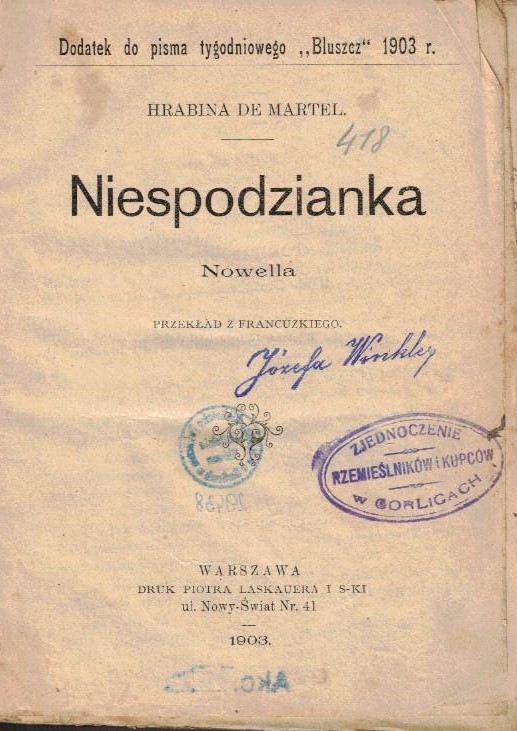 Dodatek do pisma tygodniowego ,,Bluszcz“ 1903 r.
HRABINA DE MARTEL.
418
Niespodzianka
Nowella
PRZEKŁAD Z FRANCUZKIEGO.
Józefa Winkler
ZJEDNOCZENIE
RZEMIEŚLNIKÓW i KUPCÓW
w GORLICACH
WARSZAWA
DRUK PIOTRA LASKAUERA I S-KI
ul. Nowy-Świat Nr. 41
1903.
AKC.